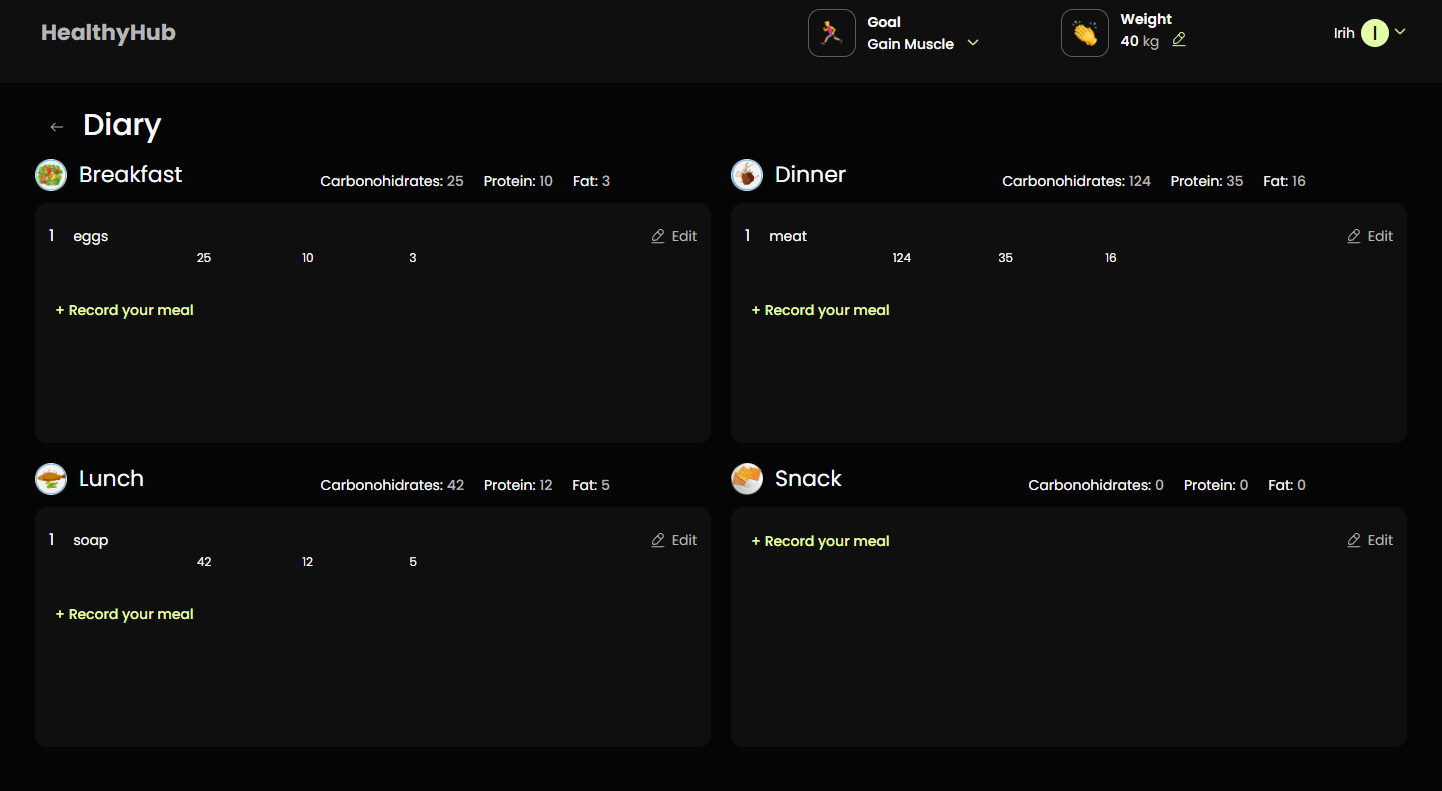 HealthyHub
Goal
Gain Muscle
Weight
40 kg
Irih I
← Diary
Breakfast Carbonohidrates: 25 Protein: 10 Fat: 3
1 eggs Edit
25 10 3
+ Record your meal
Dinner Carbonohidrates: 124 Protein: 35 Fat: 16
1 meat Edit
124 35 16
+ Record your meal
Lunch Carbonohidrates: 42 Protein: 12 Fat: 5
1 soap Edit
42 12 5
+ Record your meal
Snack Carbonohidrates: 0 Protein: 0 Fat: 0
+ Record your meal Edit